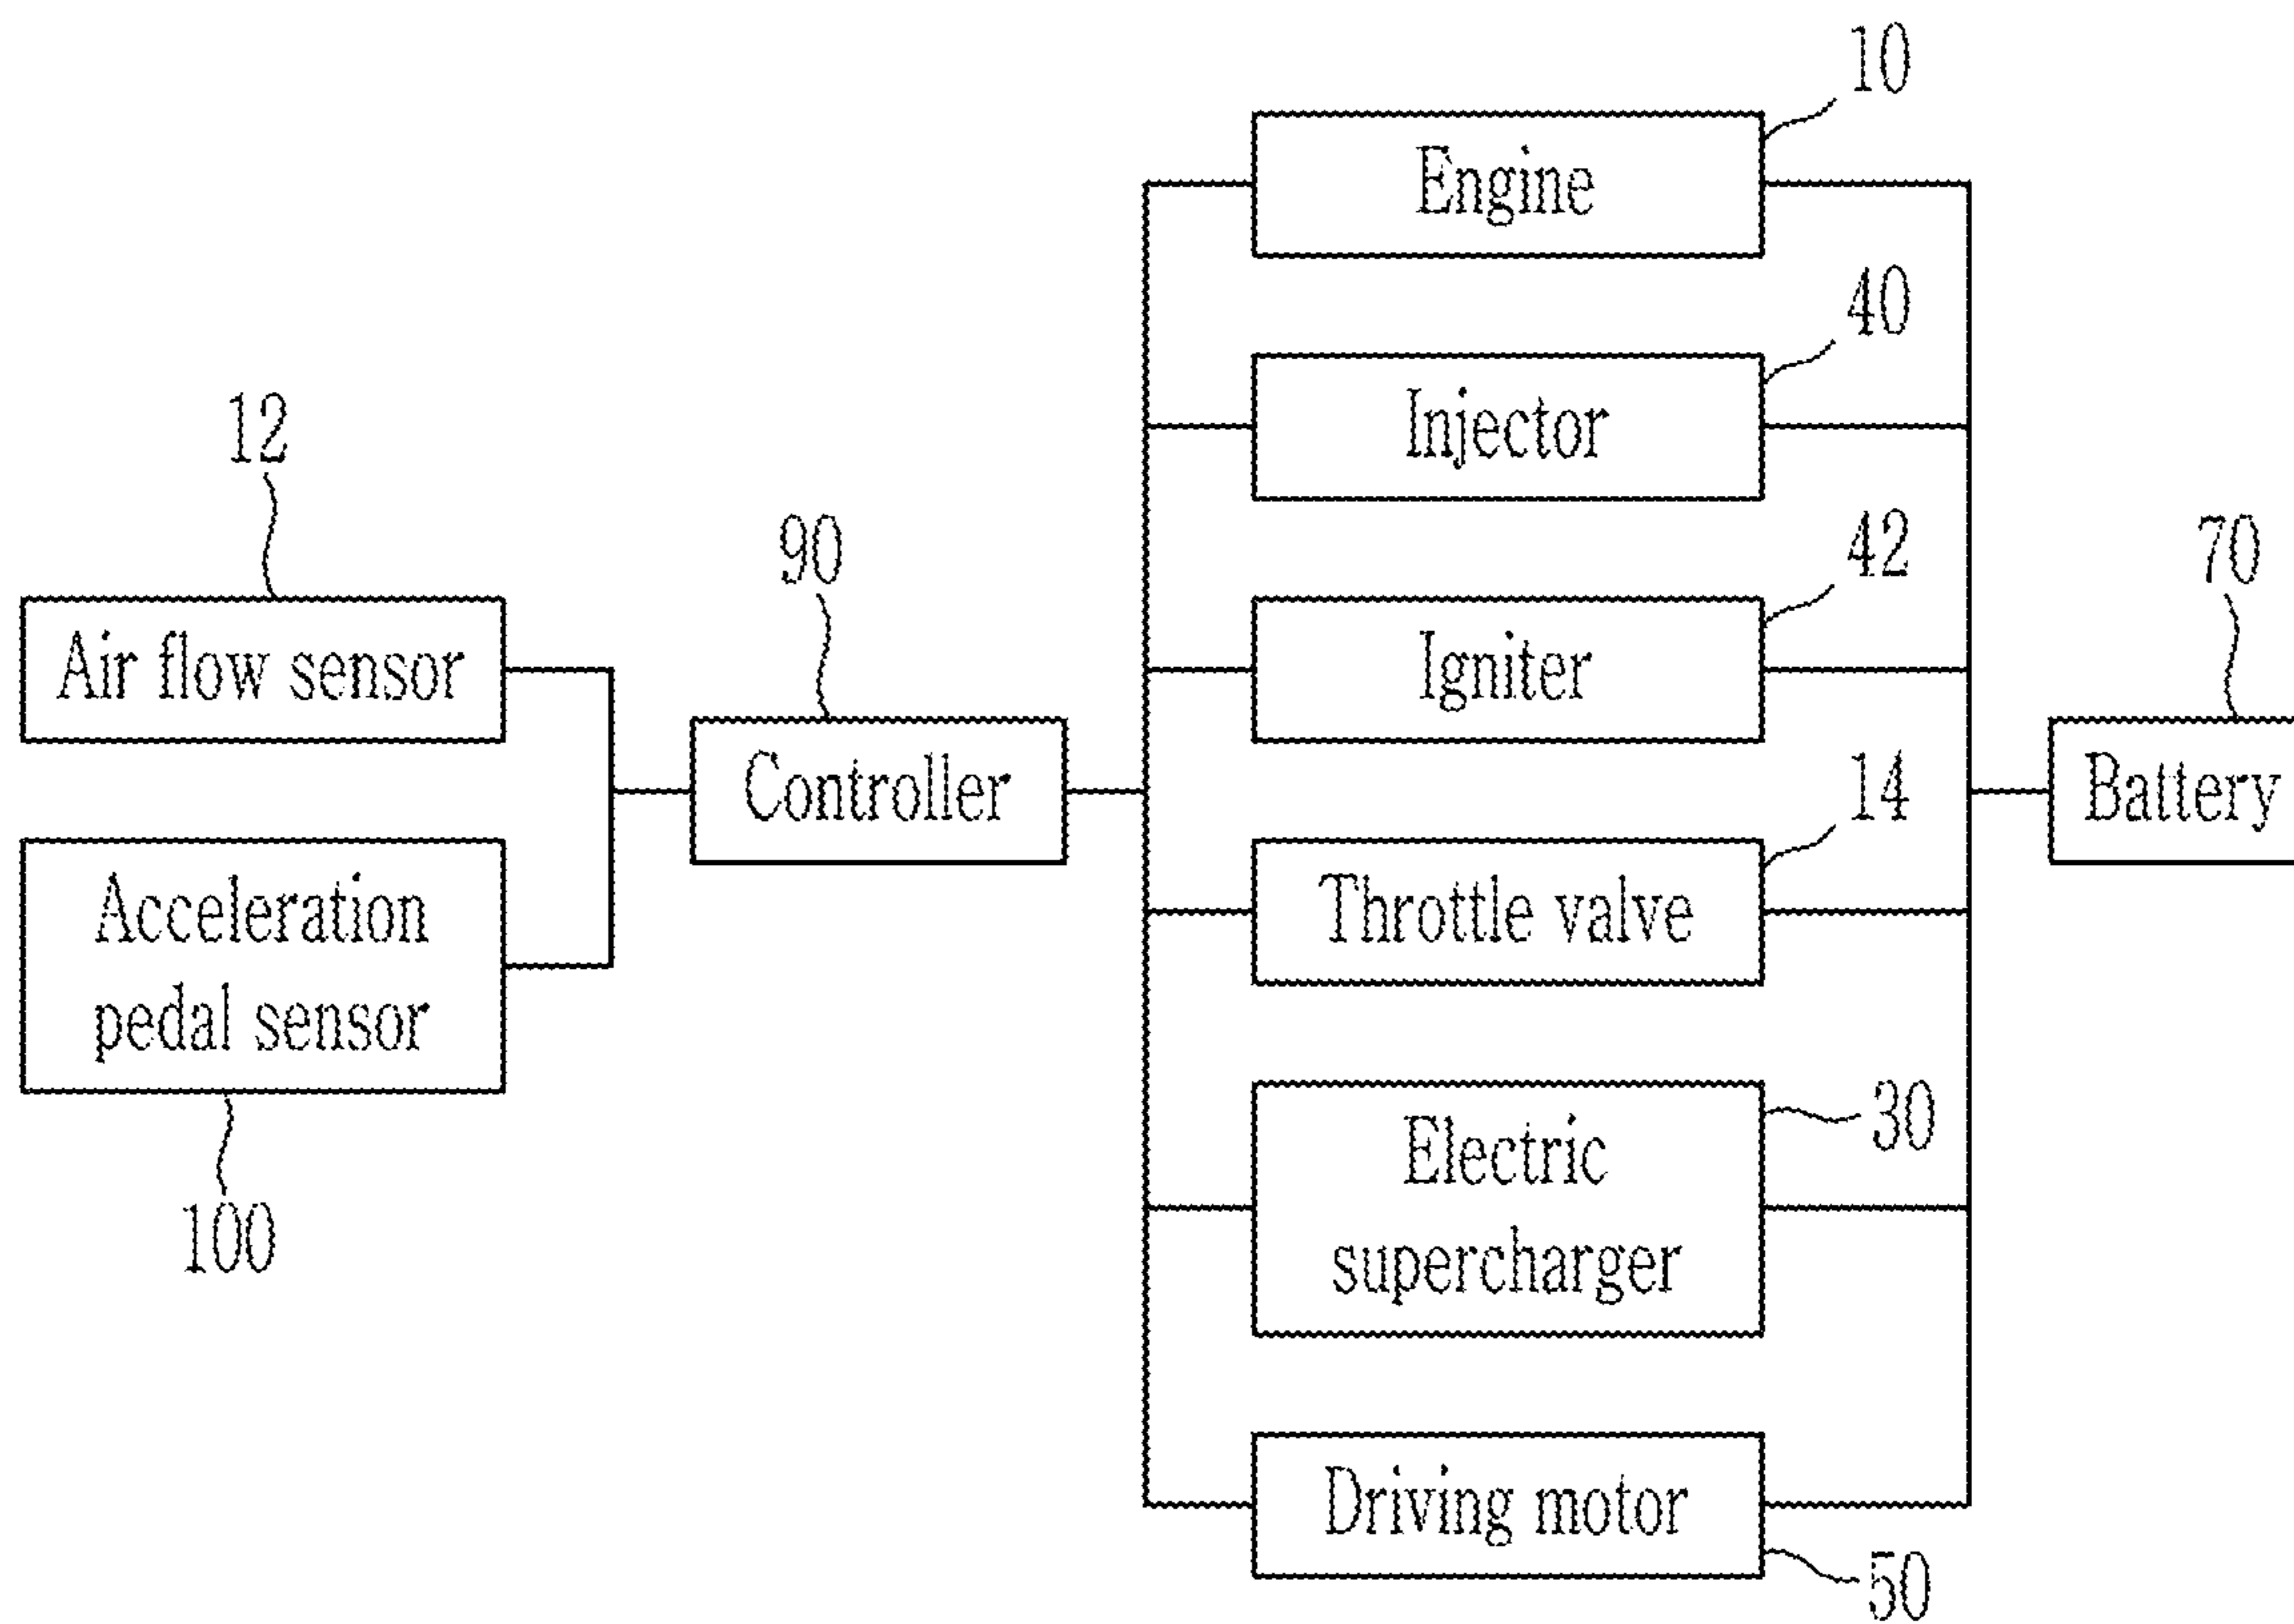 10
Engine
40
Injector
12
42
90
70
Air flow sensor
Igniter
Controller
14
Battery
Acceleration
pedal sensor
Throttle valve
100
30
Electric
supercharger
Driving motor
50